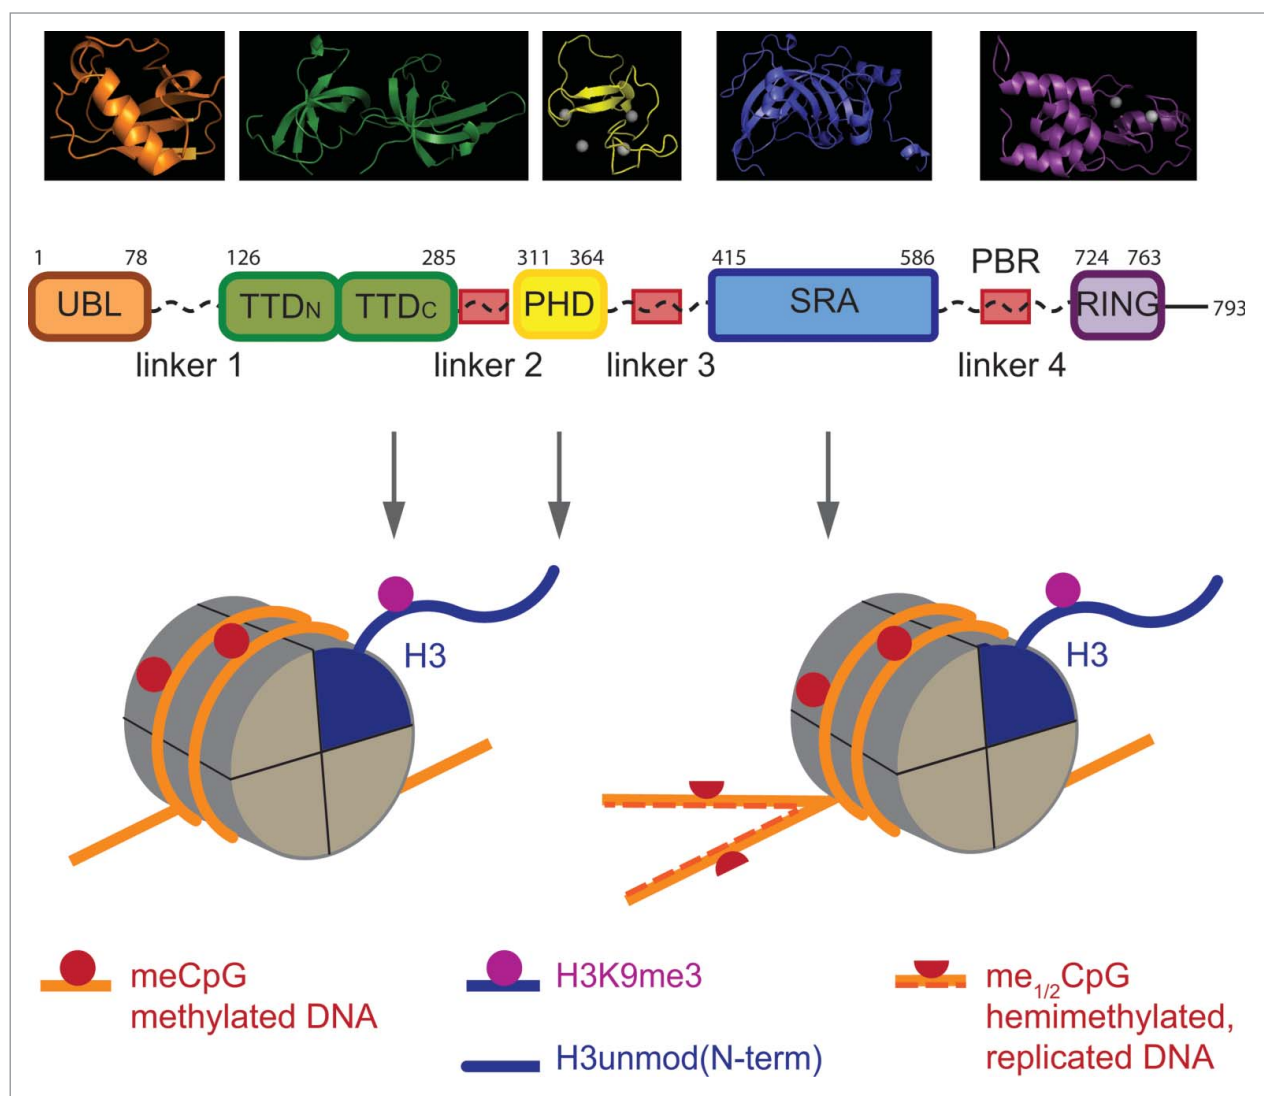 1 78 126 285 311 364 415 586 PBR 724 763
UBL TTDN TTDC PHD SRA RING 793
linker 1 linker 2 linker 3 linker 4
H3 H3
meCpG
methylated DNA
H3K9me3
H3unmod(N-term)
me1/2CpG
hemimethylated,
replicated DNA